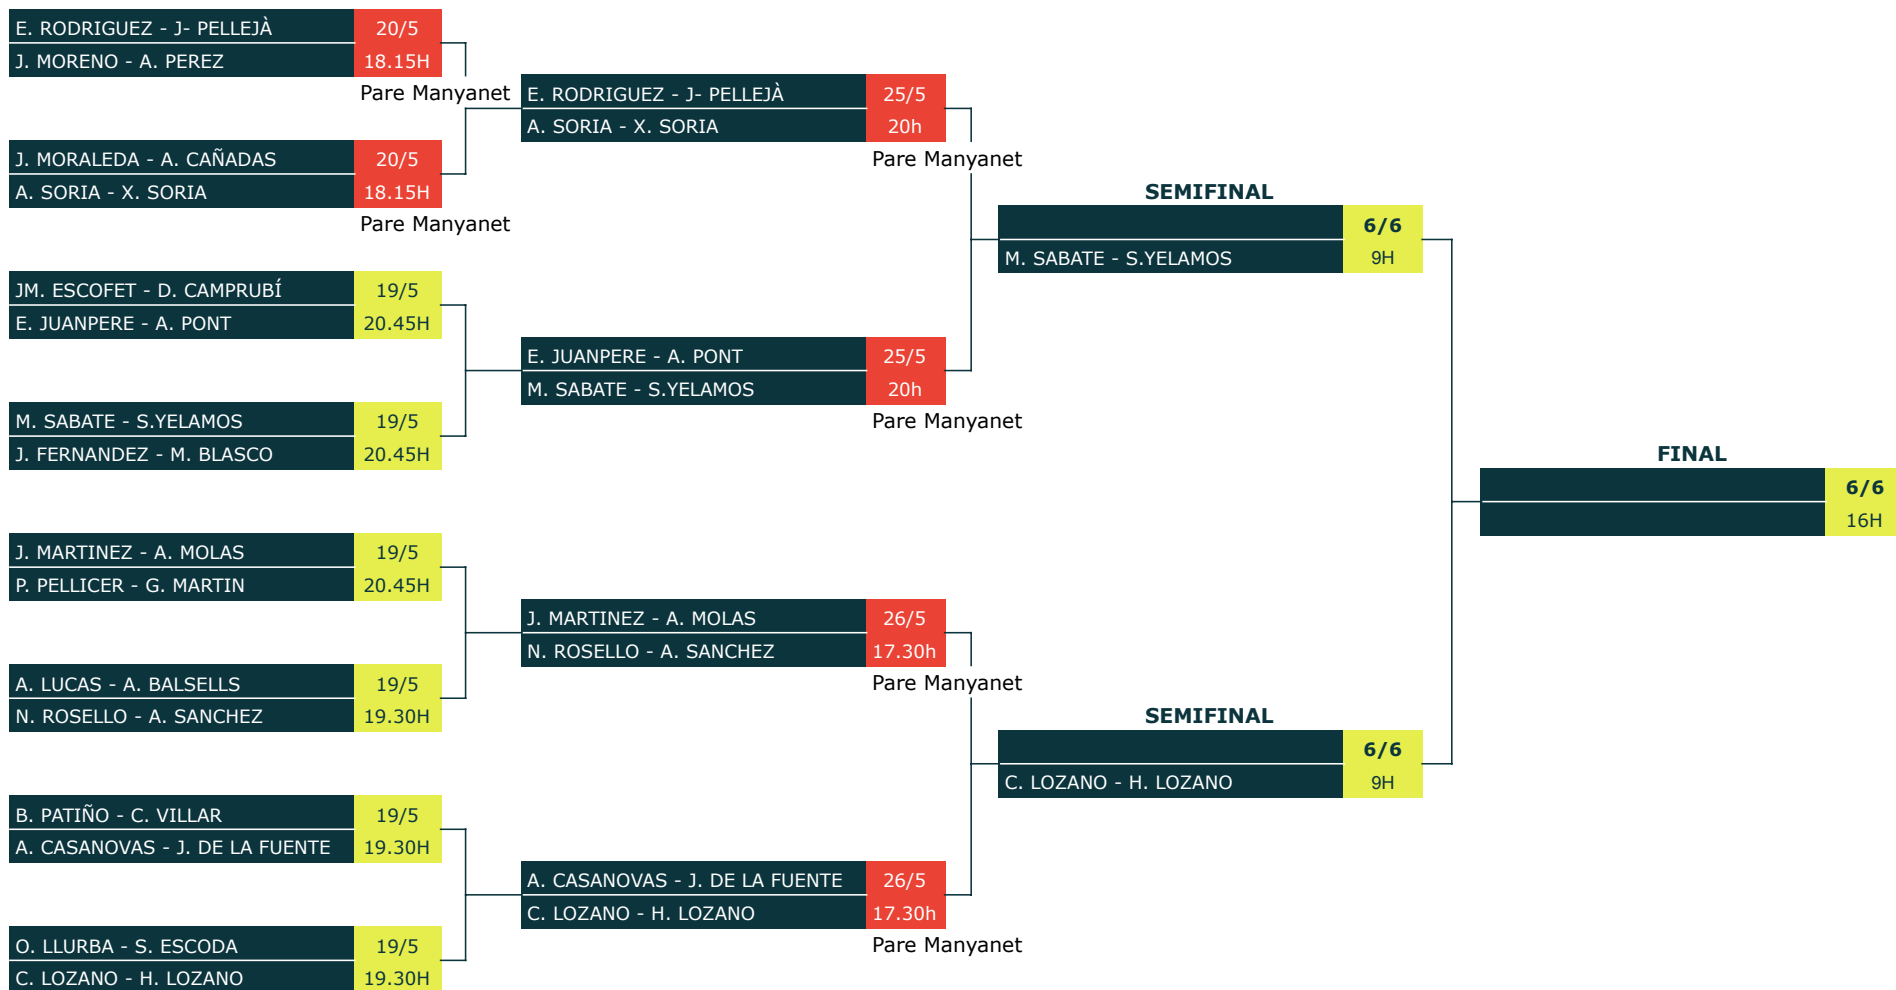 E. RODRIGUEZ - J- PELLEJÀ 20/5
J. MORENO - A. PEREZ 18.15H
Pare Manyanet
J. MORALEDA - A. CAÑADAS 20/5
A. SORIA - X. SORIA 18.15H
Pare Manyanet
JM. ESCOFET - D. CAMPRUBÍ 19/5
E. JUANPERE - A. PONT 20.45H
M. SABATE - S.YELAMOS 19/5
J. FERNANDEZ - M. BLASCO 20.45H
J. MARTINEZ - A. MOLAS 19/5
P. PELLICER - G. MARTIN 20.45H
A. LUCAS - A. BALSELLS 19/5
N. ROSELLO - A. SANCHEZ 19.30H
B. PATIÑO - C. VILLAR 19/5
A. CASANOVAS - J. DE LA FUENTE 19.30H
O. LLURBA - S. ESCODA 19/5
C. LOZANO - H. LOZANO 19.30H
E. RODRIGUEZ - J- PELLEJÀ 25/5
A. SORIA - X. SORIA 20h
Pare Manyanet
E. JUANPERE - A. PONT 25/5
M. SABATE - S.YELAMOS 20h
Pare Manyanet
J. MARTINEZ - A. MOLAS 26/5
N. ROSELLO - A. SANCHEZ 17.30h
Pare Manyanet
A. CASANOVAS - J. DE LA FUENTE 26/5
C. LOZANO - H. LOZANO 17.30h
Pare Manyanet
SEMIFINAL
6/6
M. SABATE - S.YELAMOS 9H
SEMIFINAL
6/6
C. LOZANO - H. LOZANO 9H
FINAL
6/6
16H